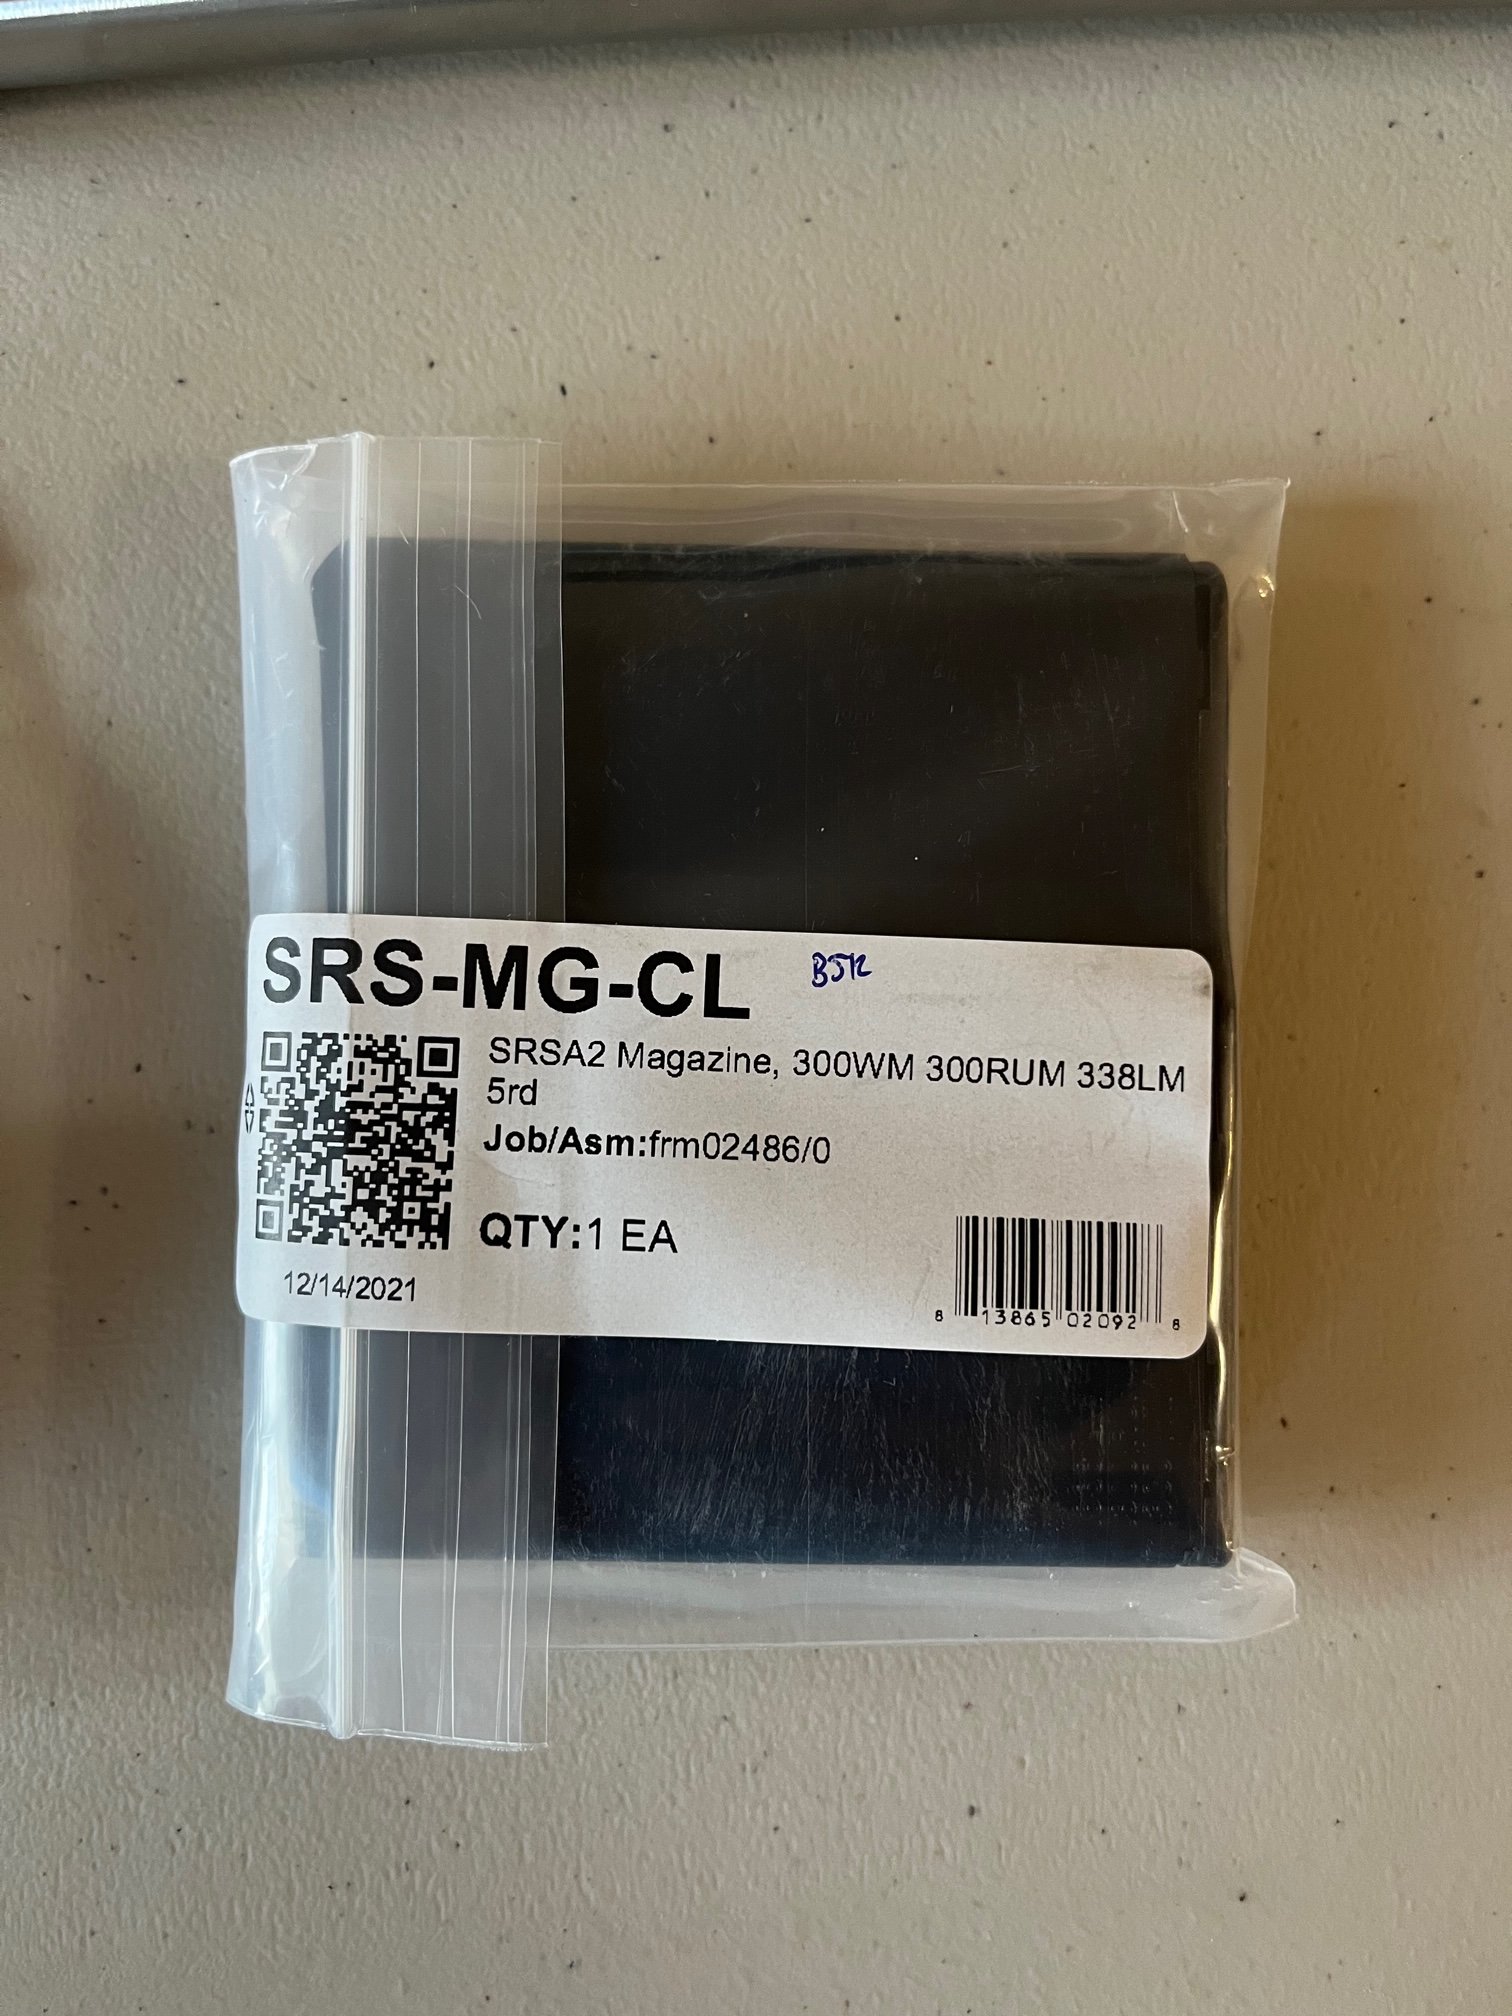 SRS-MG-CL
SRSA2 Magazine, 300WM 300RUM 338LM
5rd
Job/Asm:frm02486/0
QTY:1 EA
12/14/2021
8 13865 02092 8